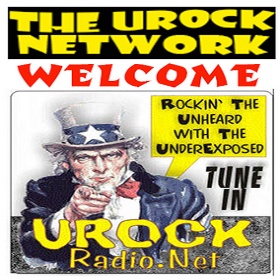 THE UROCK
NETWORK
WELCOME
ROCKIN' THE
UNHEARD
WITH THE
UNDEREXPOSED
TUNE
IN
UROCK
RADIO.NET